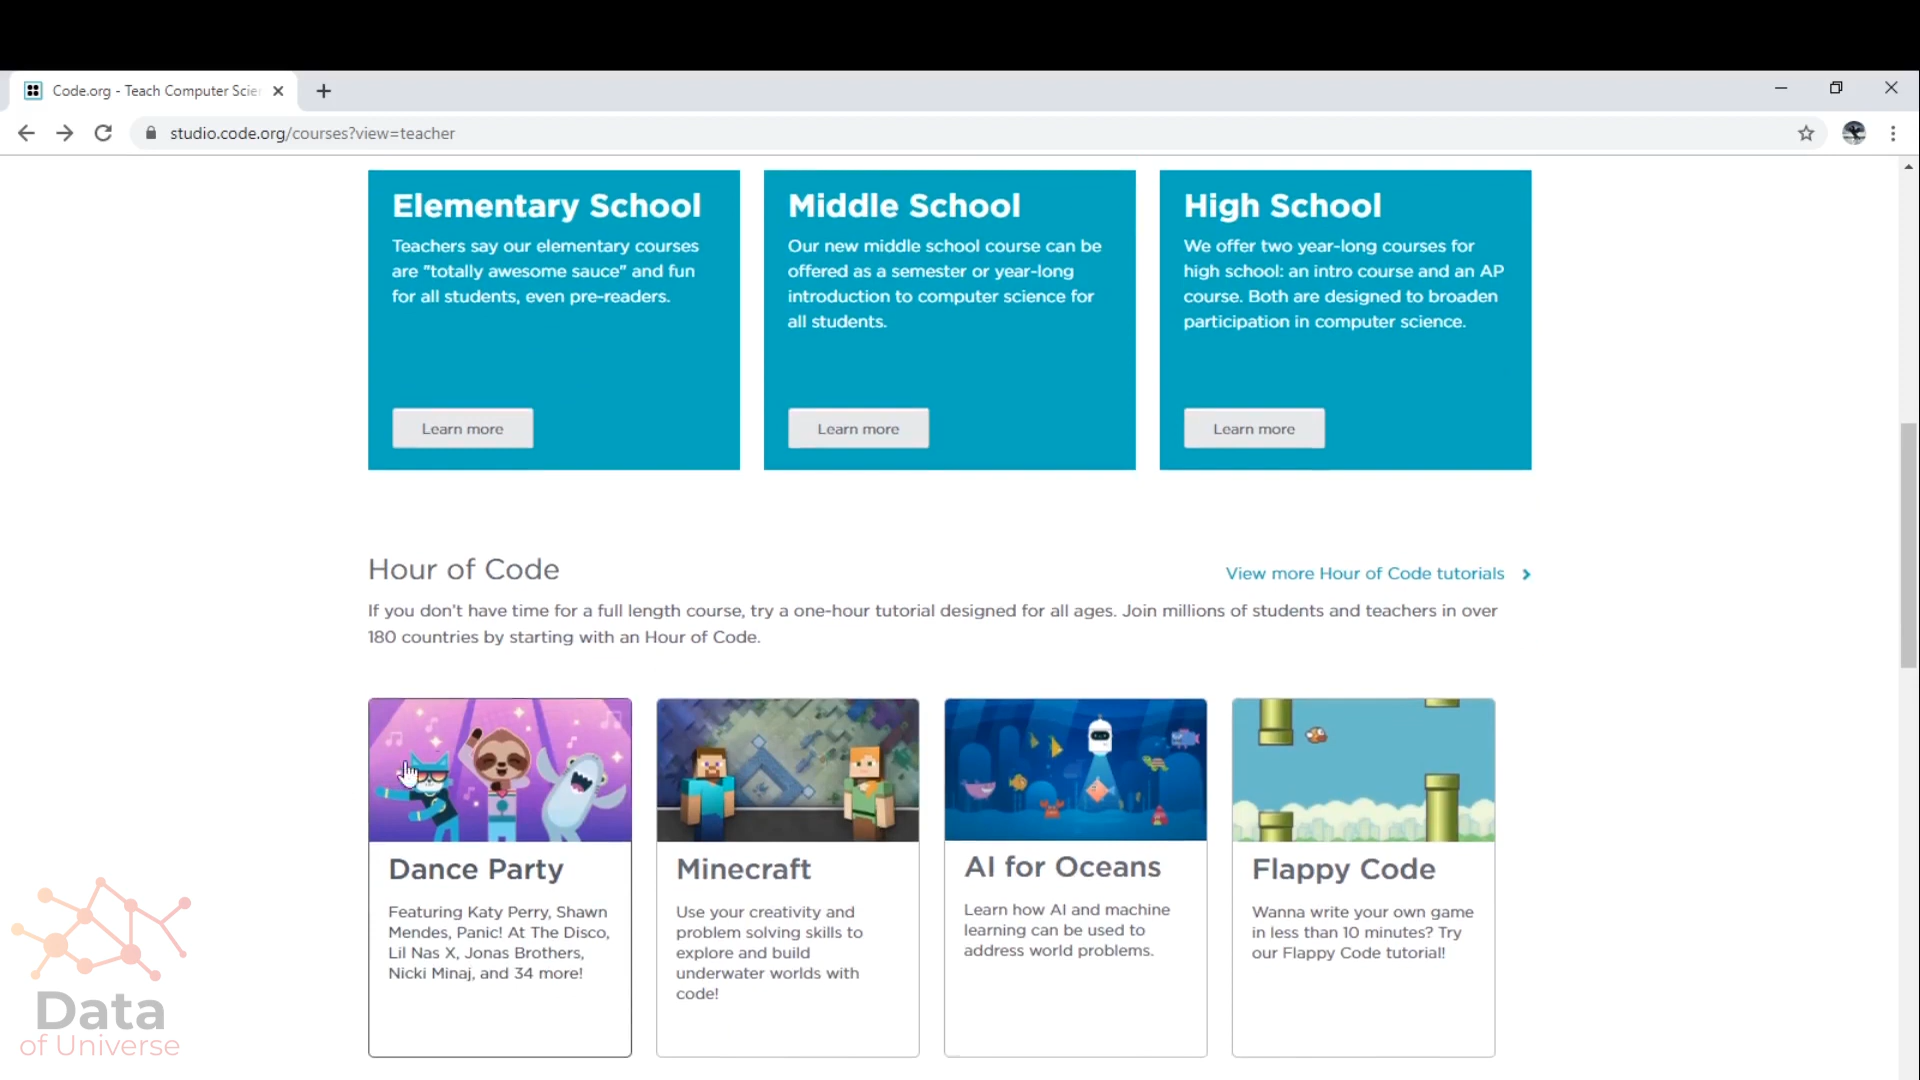 Code.org - Teach Computer Scie
studio.code.org/courses?view=teacher
Elementary School
Teachers say our elementary courses
are "totally awesome sauce" and fun
for all students, even pre-readers.
Learn more
Middle School
Our new middle school course can be
offered as a semester or year-long
introduction to computer science for
all students.
Learn more
High School
We offer two year-long courses for
high school: an intro course and an AP
course. Both are designed to broaden
participation in computer science.
Learn more
Hour of Code
View more Hour of Code tutorials
If you don't have time for a full length course, try a one-hour tutorial designed for all ages. Join millions of students and teachers in over
180 countries by starting with an Hour of Code.
Dance Party
Featuring Katy Perry, Shawn
Mendes, Panic! At The Disco,
Lil Nas X, Jonas Brothers,
Nicki Minaj, and 34 more!
Minecraft
Use your creativity and
problem solving skills to
explore and build
underwater worlds with
code!
AI for Oceans
Learn how AI and machine
learning can be used to
address world problems.
Flappy Code
Wanna write your own game
in less than 10 minutes? Try
our Flappy Code tutorial!
Data
of Universe